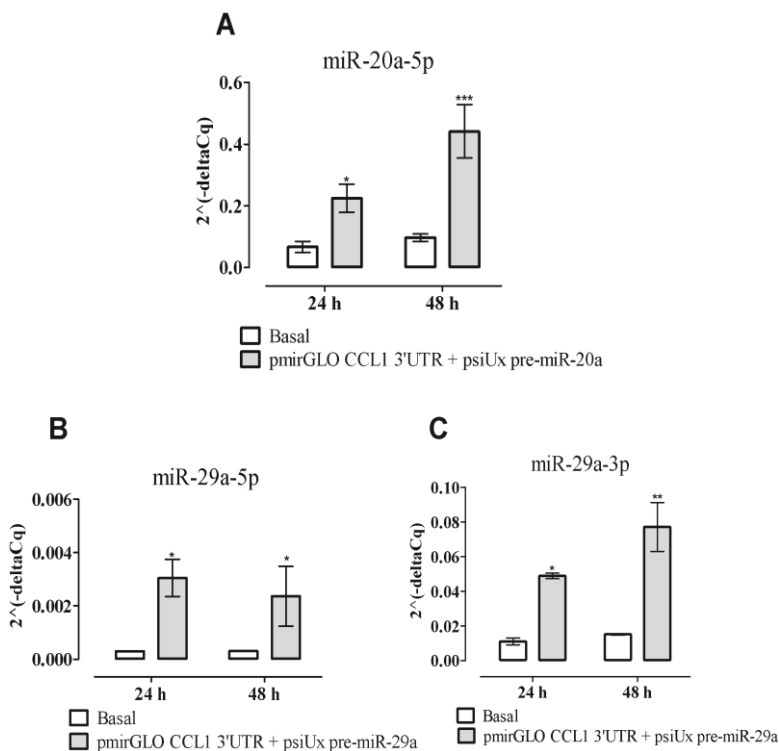 A
miR-20a-5p
2^(-deltaCq)
0.6
0.4
0.2
0.0
*
***
24 h
48 h
Basal
pmirGLO CCL1 3'UTR + psiUx pre-miR-20a
B
miR-29a-5p
2^(-deltaCq)
0.006
0.004
0.002
0.000
*
*
24 h
48 h
Basal
pmirGLO CCL1 3'UTR + psiUx pre-miR-29a
C
miR-29a-3p
2^(-deltaCq)
0.10
0.08
0.06
0.04
0.02
0.00
*
**
24 h
48 h
Basal
pmirGLO CCL1 3'UTR + psiUx pre-miR-29a